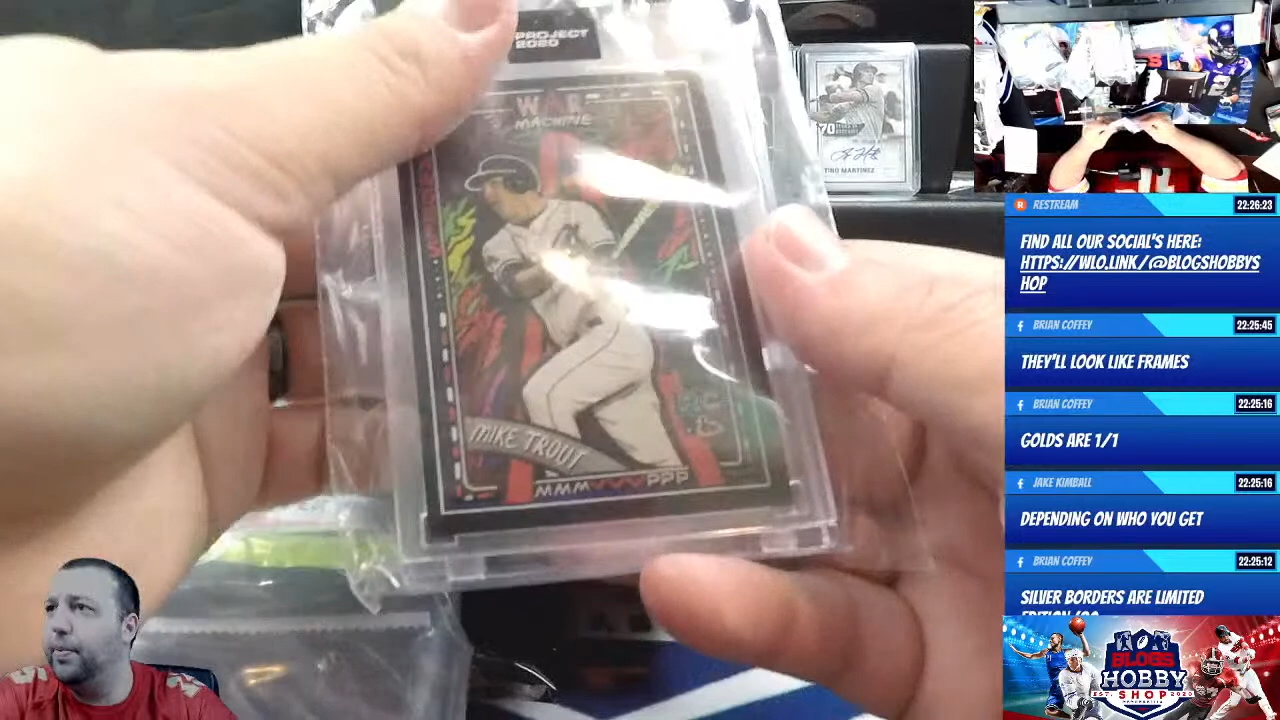 PROJECT
2020
WAR
MACHINE
MIKE TROUT
MMM
PPP
70
TINO MARTINEZ
RESTREAM
22:26:23
FIND ALL OUR SOCIAL'S HERE:
HTTPS://WLO.LINK/@BLOGSHOBBYS
HOP
BRIAN COFFEY
22:25:45
THEY'LL LOOK LIKE FRAMES
BRIAN COFFEY
22:25:16
GOLDS ARE 1/1
JAKE KIMBALL
22:25:16
DEPENDING ON WHO YOU GET
BRIAN COFFEY
22:25:12
SILVER BORDERS ARE LIMITED
BLOGS
HOBBY
EST. SHOP 2020